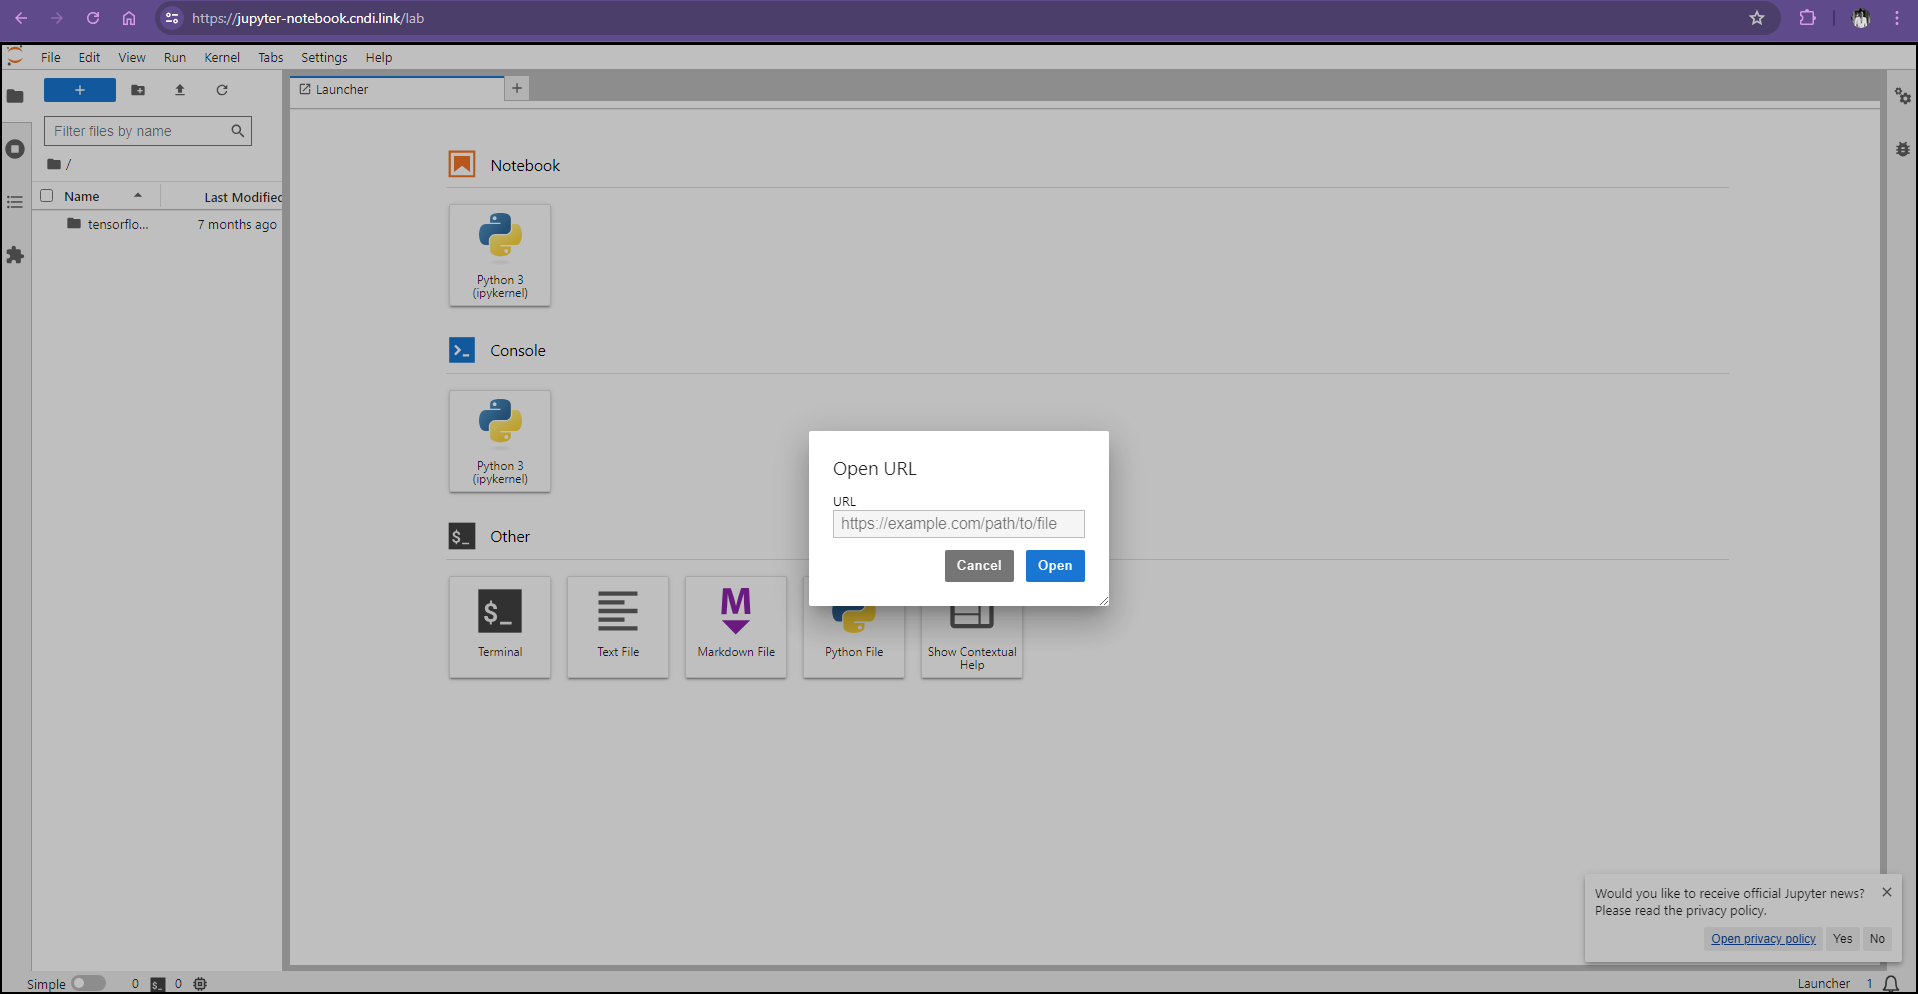 https://jupyter-notebook.cndi.link/lab
File Edit View Run Kernel Tabs Settings Help
+
Launcher
+
Filter files by name
/
Name
Last Modified
tensorflo...
7 months ago
Notebook
Python 3
(ipykernel)
Console
Python 3
(ipykernel)
Open URL
URL
https://example.com/path/to/file
Cancel
Open
$_ Other
$_
Terminal
Text File
M
Markdown File
Python File
Show Contextual
Help
Would you like to receive official Jupyter news?
Please read the privacy policy.
Open privacy policy
Yes
No
Simple
0
$_
0
Launcher
1